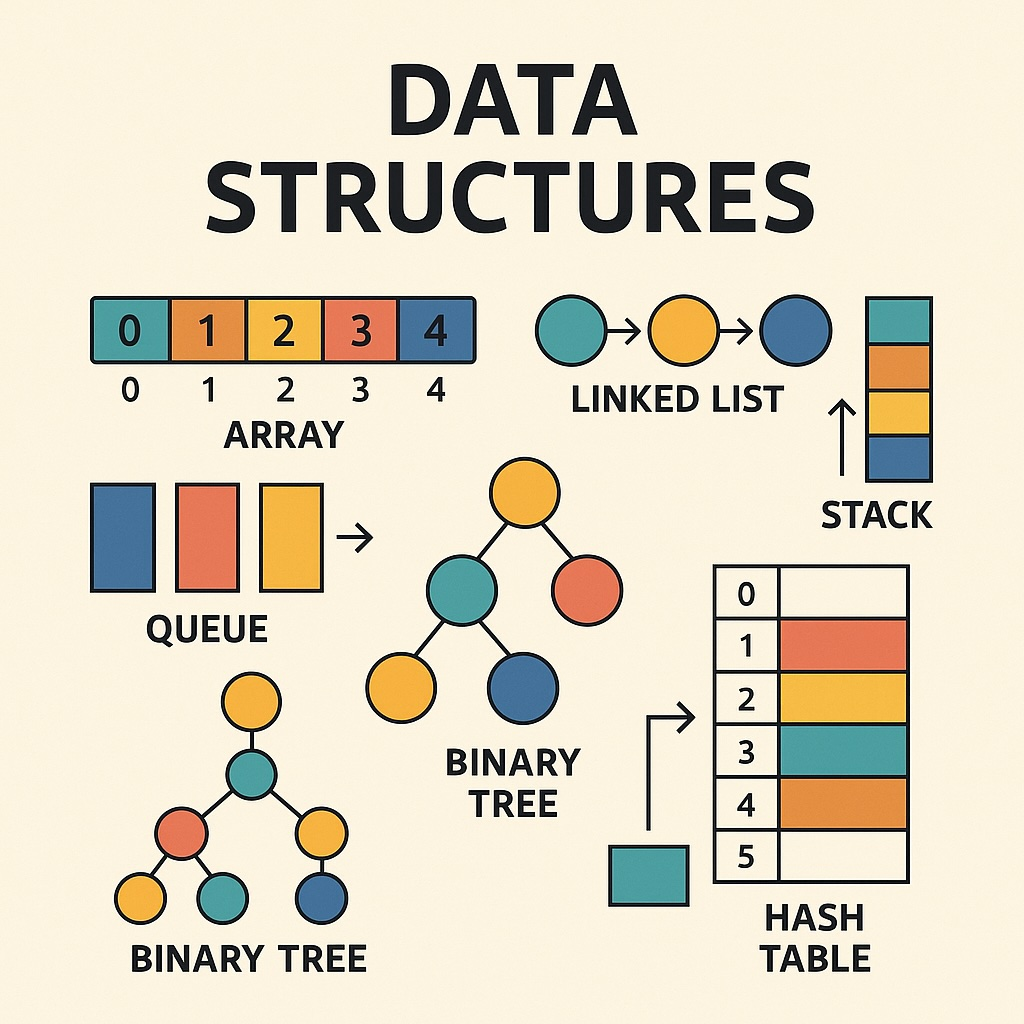 DATA
STRUCTURES
0 1 2 3 4
0 1 2 3 4
ARRAY
LINKED LIST
STACK
QUEUE
BINARY
TREE
BINARY TREE
0
1
2
3
4
5
HASH
TABLE